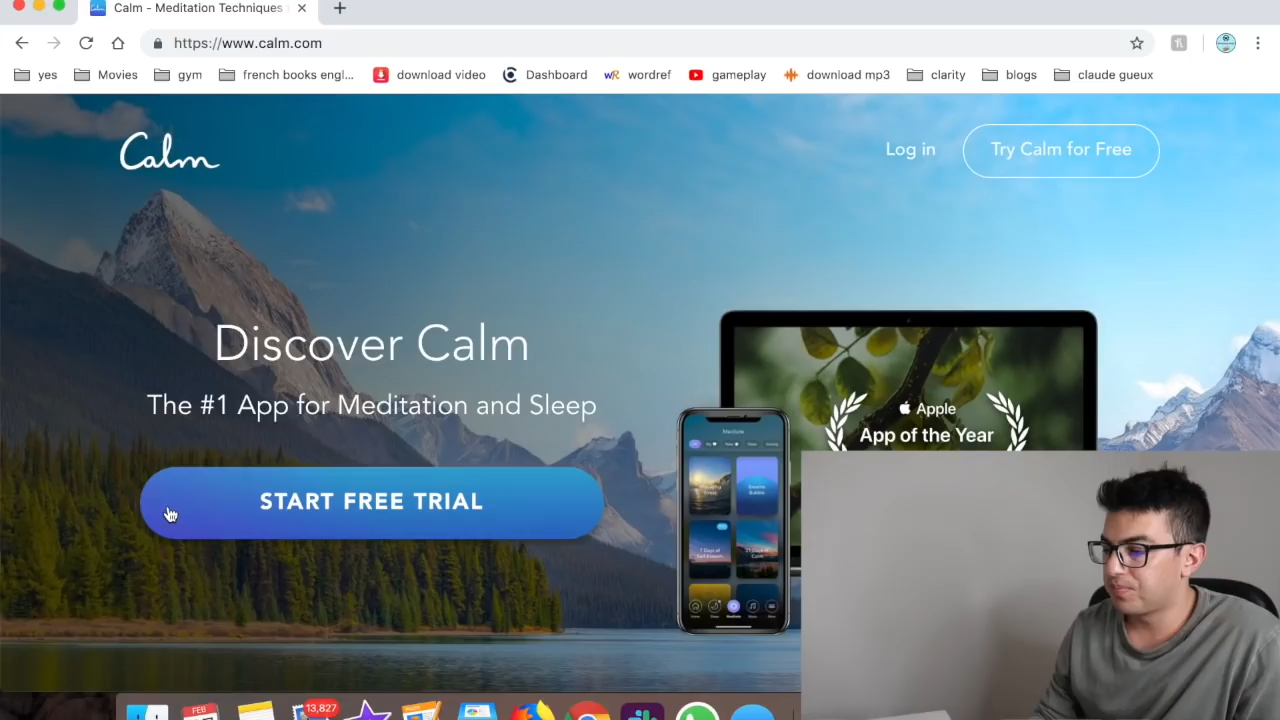 Calm - Meditation Techniques
https://www.calm.com
yes Movies gym french books engl... download video Dashboard wordref gameplay download mp3 clarity blogs claude gueux
Calm
Log in Try Calm for Free
Discover Calm
The #1 App for Meditation and Sleep
START FREE TRIAL
Apple
App of the Year
Meditate
FEB
13,827